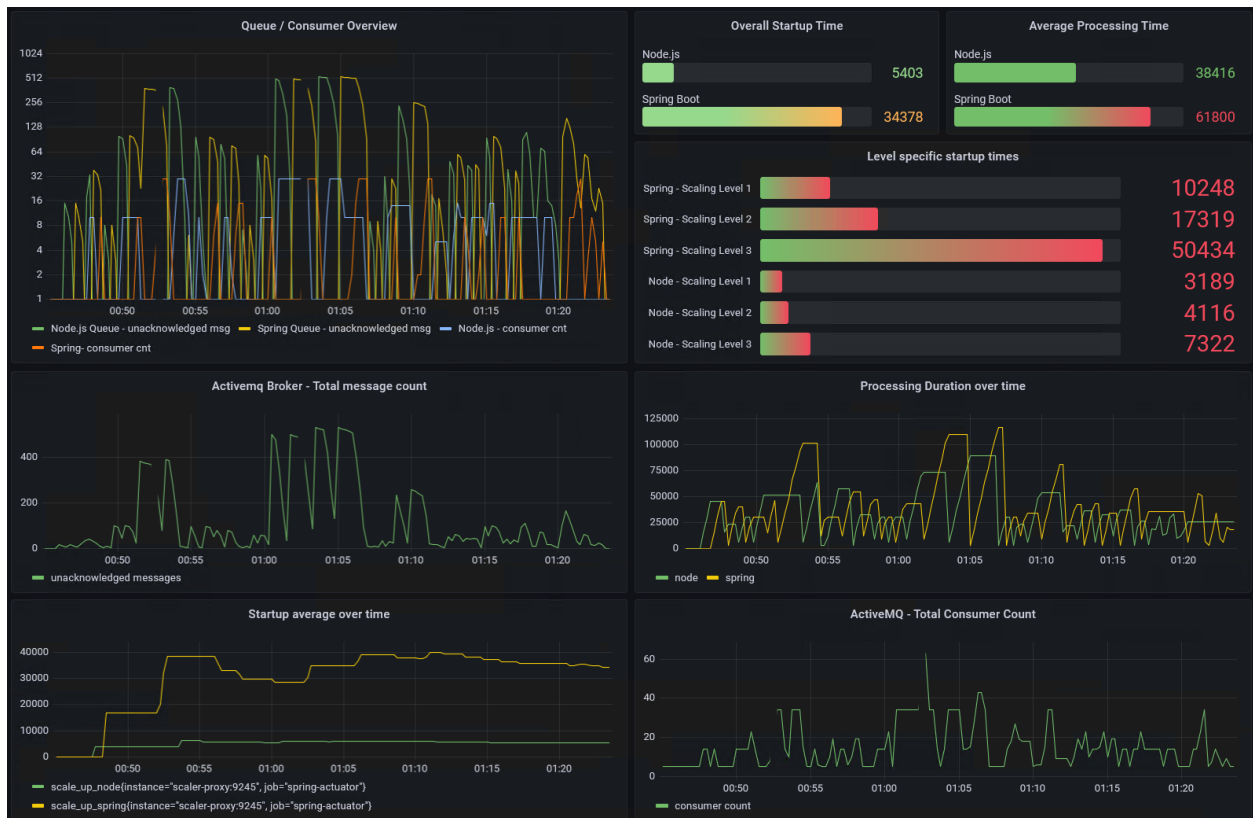 Queue / Consumer Overview
1024
512
256
128
64
32
16
8
4
2
1
00:50 00:55 01:00 01:05 01:10 01:15 01:20
Node.js Queue - unacknowledged msg Spring Queue - unacknowledged msg Node.js - consumer cnt
Spring- consumer cnt
Overall Startup Time
Node.js
5403
Spring Boot
34378
Average Processing Time
Node.js
38416
Spring Boot
61800
Level specific startup times
Spring - Scaling Level 1 10248
Spring - Scaling Level 2 17319
Spring - Scaling Level 3 50434
Node - Scaling Level 1 3189
Node - Scaling Level 2 4116
Node - Scaling Level 3 7322
Activemq Broker - Total message count
400
200
0
00:50 00:55 01:00 01:05 01:10 01:15 01:20
unacknowledged messages
Processing Duration over time
125000
100000
75000
50000
25000
0
00:50 00:55 01:00 01:05 01:10 01:15 01:20
node spring
Startup average over time
40000
30000
20000
10000
0
00:50 00:55 01:00 01:05 01:10 01:15 01:20
scale_up_node{instance="scaler-proxy:9245", job="spring-actuator"}
scale_up_spring{instance="scaler-proxy:9245", job="spring-actuator"}
ActiveMQ - Total Consumer Count
60
40
20
0
00:50 00:55 01:00 01:05 01:10 01:15 01:20
consumer count